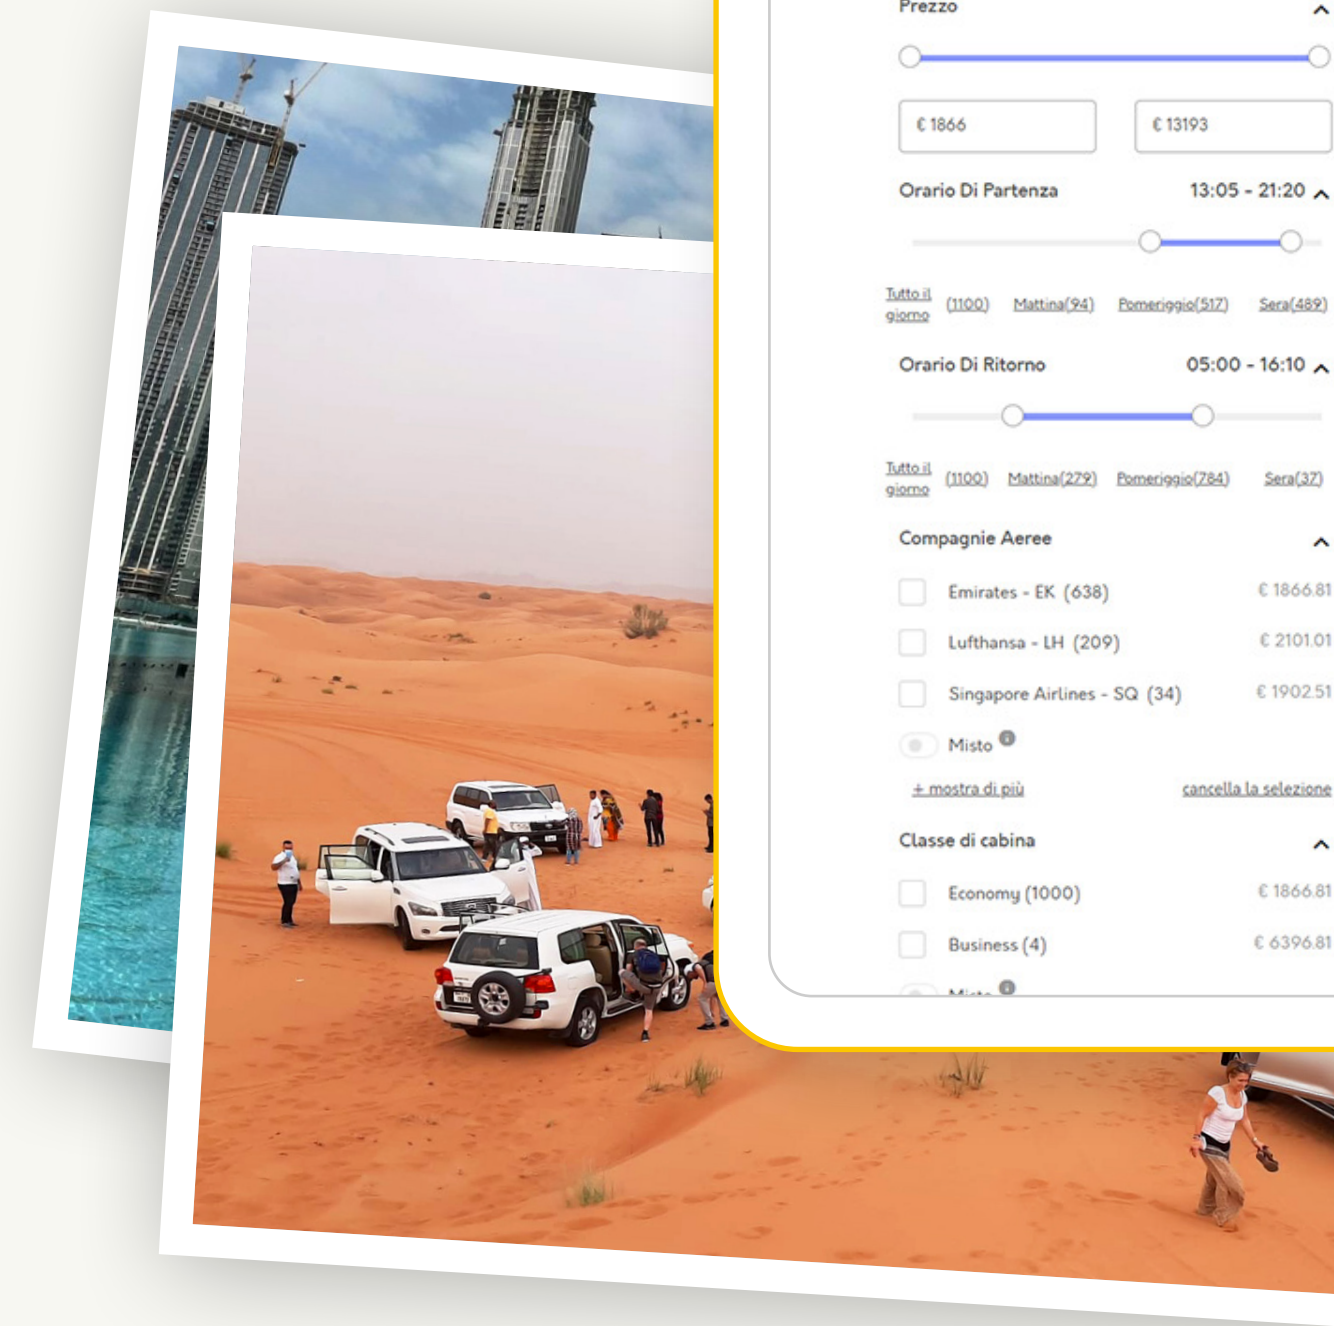 Prezzo
€ 1866 € 13193
Orario Di Partenza 13:05 - 21:20
Tutto il giorno (1100) Mattina(94) Pomeriggio(517) Sera(489)
Orario Di Ritorno 05:00 - 16:10
Tutto il giorno (1100) Mattina(279) Pomeriggio(784) Sera(37)
Compagnie Aeree
Emirates - EK (638) € 1866.81
Lufthansa - LH (209) € 2101.01
Singapore Airlines - SQ (34) € 1902.51
Misto
+ mostra di più cancella la selezione
Classe di cabina
Economy (1000) € 1866.81
Business (4) € 6396.81